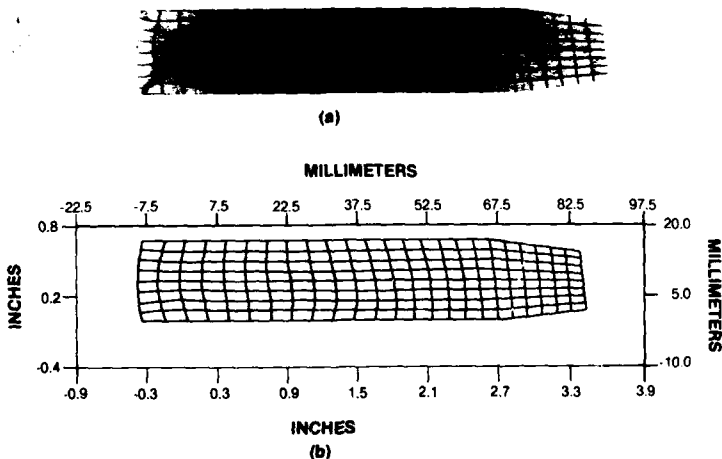 (a)
MILLIMETERS
-22.5 -7.5 7.5 22.5 37.5 52.5 67.5 82.5 97.5
0.8 20.0
INCHES
0.2 5.0
MILLIMETERS
-0.4 -10.0
-0.9 -0.3 0.3 0.9 1.5 2.1 2.7 3.3 3.9
INCHES
(b)